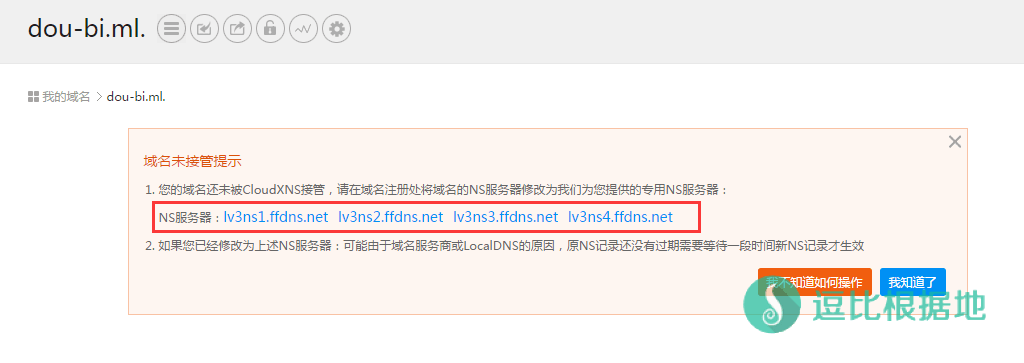 dou-bi.ml.
我的域名 > dou-bi.ml.
域名未接管提示
1. 您的域名还未被CloudXNS接管，请在域名注册处将域名的NS服务器修改为我们为您提供的专用NS服务器：
NS服务器：lv3ns1.ffdns.net lv3ns2.ffdns.net lv3ns3.ffdns.net lv3ns4.ffdns.net
2. 如果您已经修改为上述NS服务器：可能由于域名服务商或LocalDNS的原因，原NS记录还没有过期需要等待一段时间新NS记录才生效
我不知道如何操作 我知道了
逗比根据地